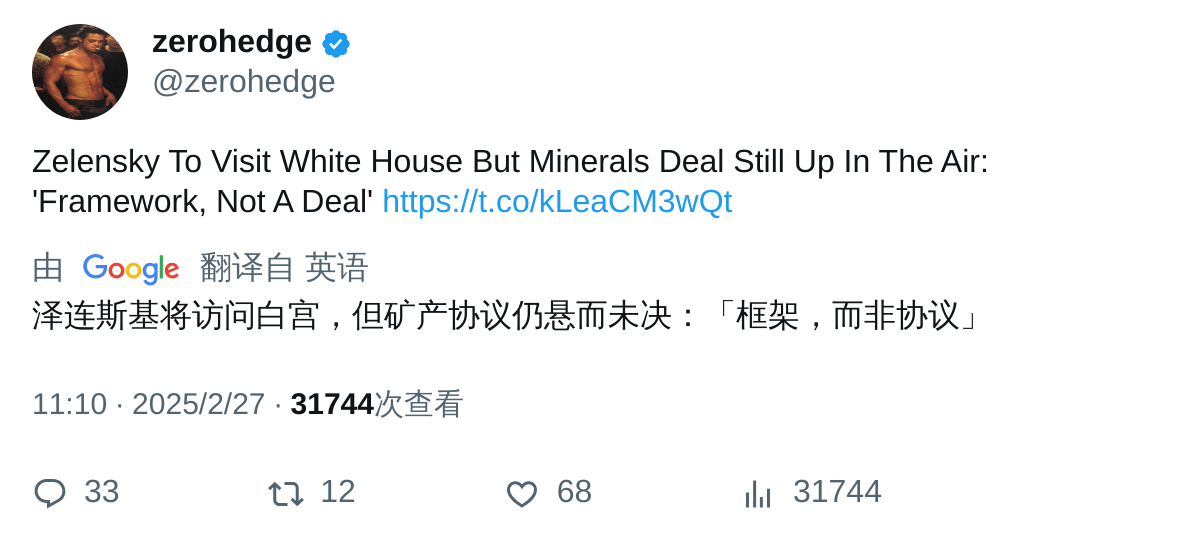 zerohedge
@zerohedge
Zelensky To Visit White House But Minerals Deal Still Up In The Air:
'Framework, Not A Deal' https://t.co/kLeaCM3wQt
由 Google 翻译自 英语
泽连斯基将访问白宫，但矿产协议仍悬而未决：「框架，而非协议」
11:10 · 2025/2/27 · 31744次查看
33 12 68 31744